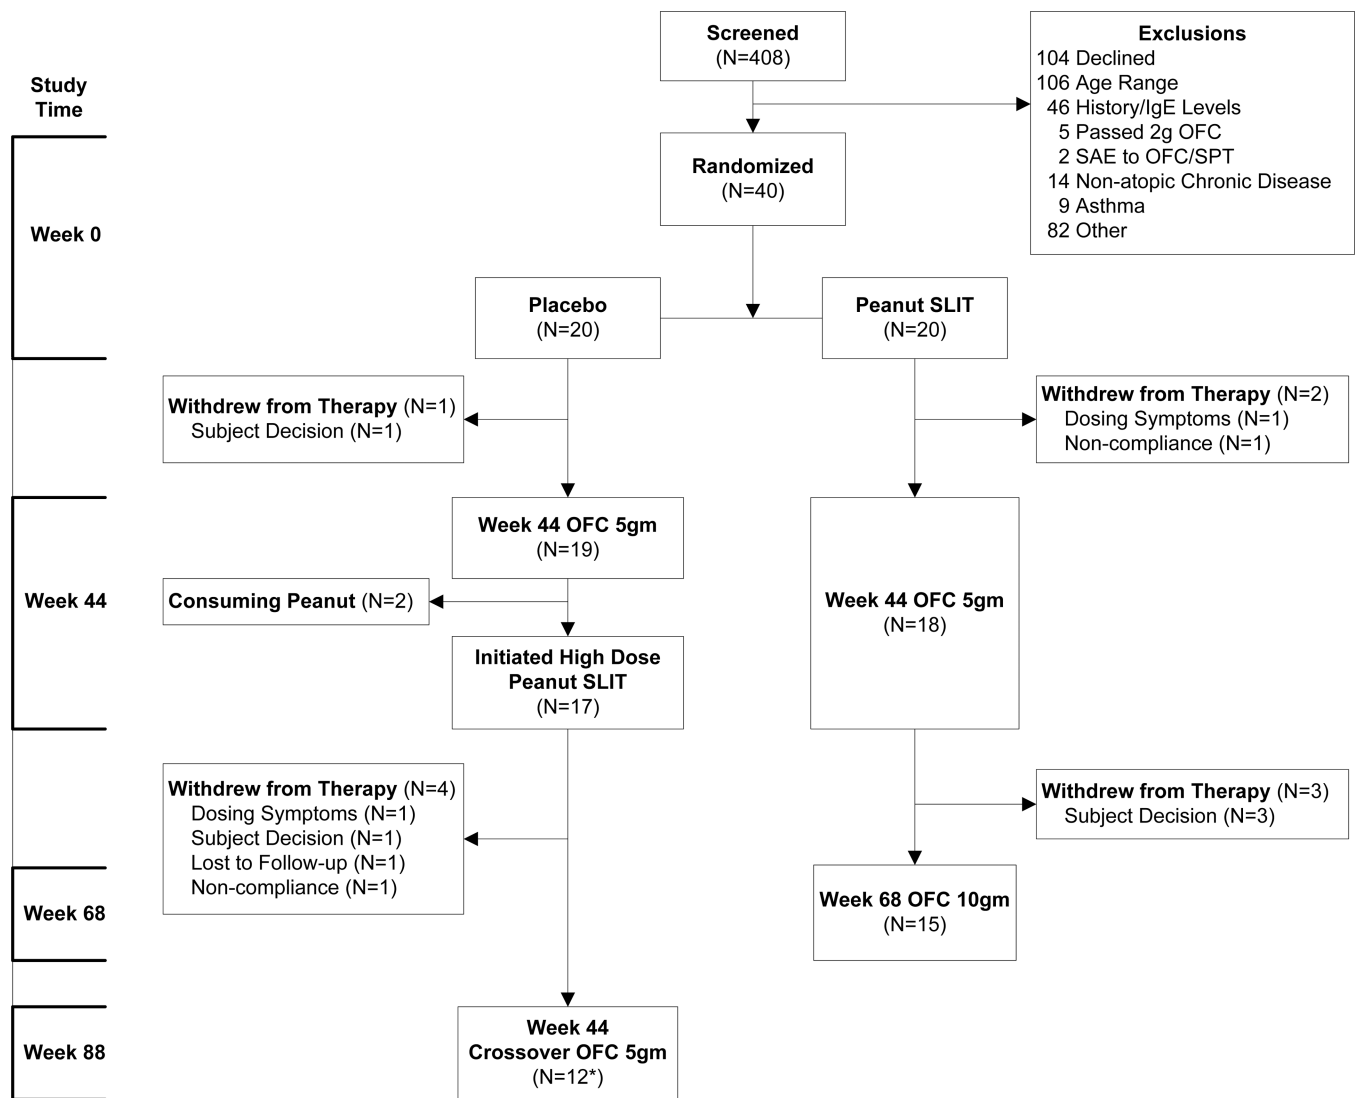 Screened
(N=408)
Exclusions
104 Declined
106 Age Range
46 History/IgE Levels
5 Passed 2g OFC
2 SAE to OFC/SPT
14 Non-atopic Chronic Disease
9 Asthma
82 Other
Study
Time
Randomized
(N=40)
Week 0
Placebo
(N=20)
Peanut SLIT
(N=20)
Withdrew from Therapy (N=1)
Subject Decision (N=1)
Withdrew from Therapy (N=2)
Dosing Symptoms (N=1)
Non-compliance (N=1)
Week 44
Week 44 OFC 5gm
(N=19)
Consuming Peanut (N=2)
Week 44 OFC 5gm
(N=18)
Initiated High Dose
Peanut SLIT
(N=17)
Withdrew from Therapy (N=4)
Dosing Symptoms (N=1)
Subject Decision (N=1)
Lost to Follow-up (N=1)
Non-compliance (N=1)
Withdrew from Therapy (N=3)
Subject Decision (N=3)
Week 68
Week 68 OFC 10gm
(N=15)
Week 88
Week 44
Crossover OFC 5gm
(N=12*)